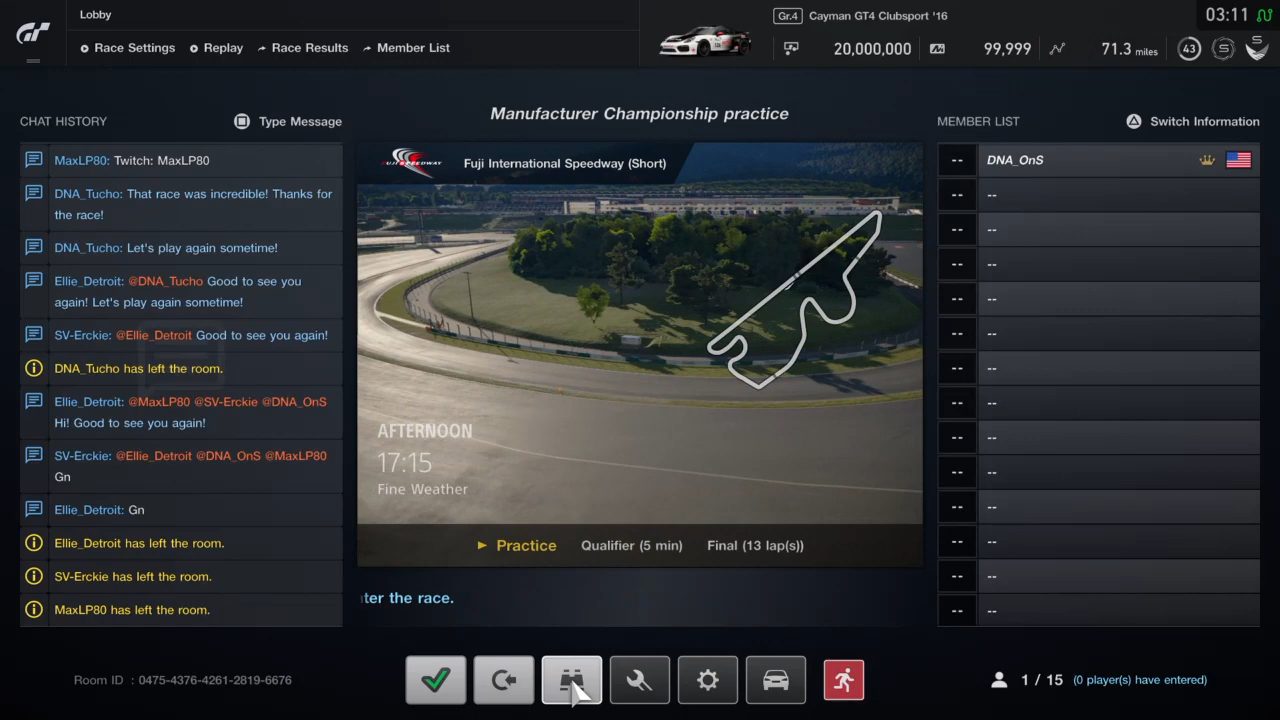 Lobby
Race Settings
Replay
Race Results
Member List
Gr.4
Cayman GT4 Clubsport '16
20,000,000
99,999
71.3 miles
43
S
S
03:11
CHAT HISTORY
Type Message
MaxLP80: Twitch: MaxLP80
DNA_Tucho: That race was incredible! Thanks for
the race!
DNA_Tucho: Let's play again sometime!
Ellie_Detroit: @DNA_Tucho Good to see you
again! Let's play again sometime!
SV-Erckie: @Ellie_Detroit Good to see you again!
DNA_Tucho has left the room.
Ellie_Detroit: @MaxLP80 @SV-Erckie @DNA_OnS
Hi! Good to see you again!
SV-Erckie: @Ellie_Detroit @DNA_OnS @MaxLP80
Gn
Ellie_Detroit: Gn
Ellie_Detroit has left the room.
SV-Erckie has left the room.
MaxLP80 has left the room.
Manufacturer Championship practice
FUJI SPEEDWAY
Fuji International Speedway (Short)
AFTERNOON
17:15
Fine Weather
Practice
Qualifier (5 min)
Final (13 lap(s))
ter the race.
MEMBER LIST
Switch Information
-- DNA_OnS
-- --
-- --
-- --
-- --
-- --
-- --
-- --
-- --
-- --
-- --
-- --
-- --
-- --
Room ID : 0475-4376-4261-2819-6676
1 / 15
(0 player(s) have entered)